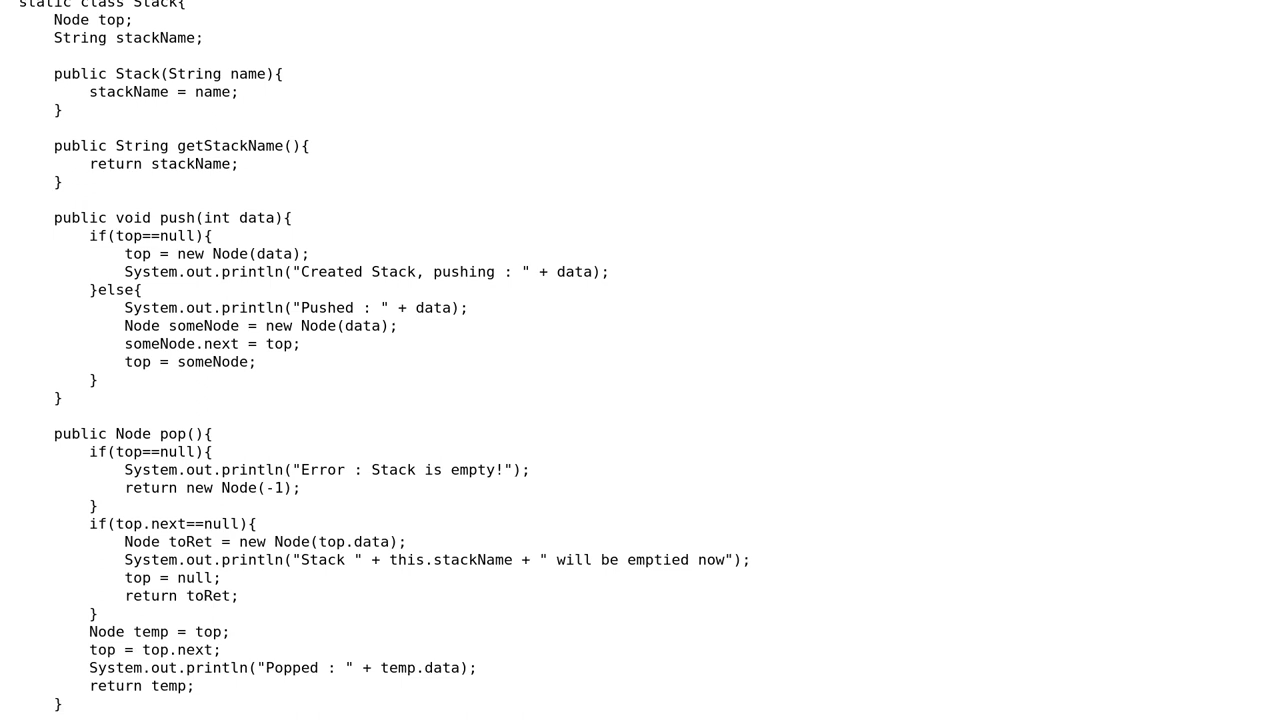 static class Stack{
    Node top;
    String stackName;

    public Stack(String name){
        stackName = name;
    }

    public String getStackName(){
        return stackName;
    }

    public void push(int data){
        if(top==null){
            top = new Node(data);
            System.out.println("Created Stack, pushing : " + data);
        }else{
            System.out.println("Pushed : " + data);
            Node someNode = new Node(data);
            someNode.next = top;
            top = someNode;
        }
    }

    public Node pop(){
        if(top==null){
            System.out.println("Error : Stack is empty!");
            return new Node(-1);
        }
        if(top.next==null){
            Node toRet = new Node(top.data);
            System.out.println("Stack " + this.stackName + " will be emptied now");
            top = null;
            return toRet;
        }
        Node temp = top;
        top = top.next;
        System.out.println("Popped : " + temp.data);
        return temp;
    }